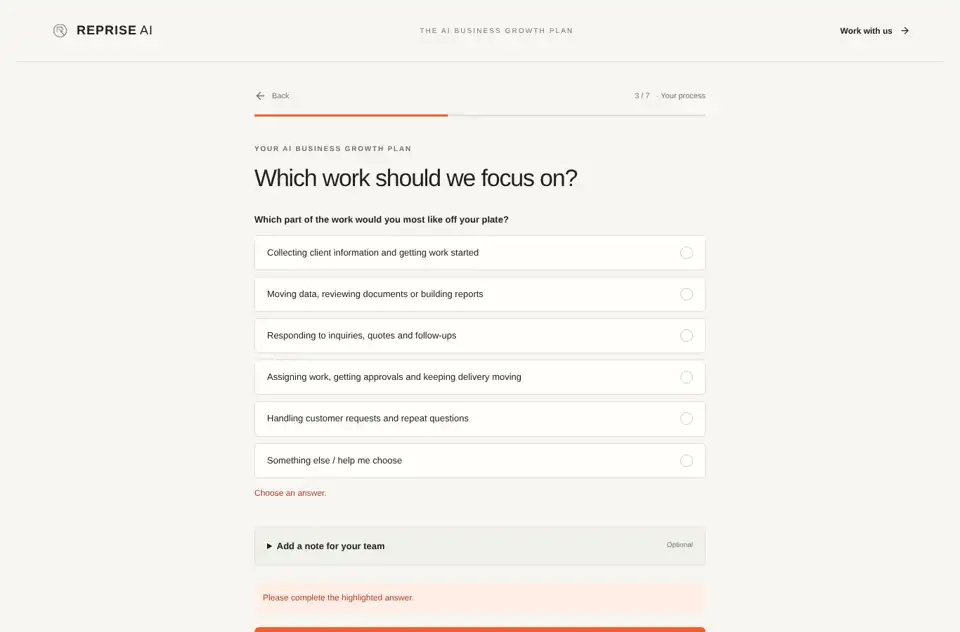 REPRISE AI
THE AI BUSINESS GROWTH PLAN
Work with us
Back
3 / 7 · Your process
YOUR AI BUSINESS GROWTH PLAN
Which work should we focus on?
Which part of the work would you most like off your plate?
Collecting client information and getting work started
Moving data, reviewing documents or building reports
Responding to inquiries, quotes and follow-ups
Assigning work, getting approvals and keeping delivery moving
Handling customer requests and repeat questions
Something else / help me choose
Choose an answer.
Add a note for your team
Optional
Please complete the highlighted answer.